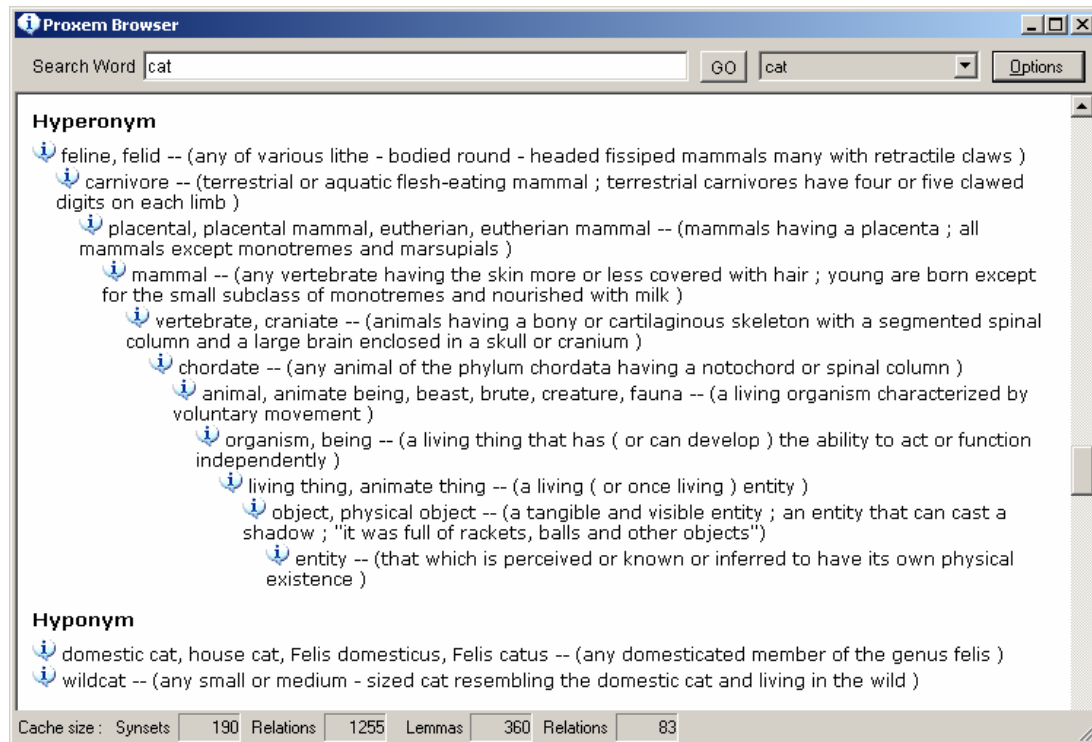 Proxem Browser
Search Word cat GO cat Options
Hyperonym
feline, felid -- (any of various lithe - bodied round - headed fissiped mammals many with retractile claws )
carnivore -- (terrestrial or aquatic flesh-eating mammal ; terrestrial carnivores have four or five clawed
digits on each limb )
placental, placental mammal, eutherian, eutherian mammal -- (mammals having a placenta ; all
mammals except monotremes and marsupials )
mammal -- (any vertebrate having the skin more or less covered with hair ; young are born except
for the small subclass of monotremes and nourished with milk )
vertebrate, craniate -- (animals having a bony or cartilaginous skeleton with a segmented spinal
column and a large brain enclosed in a skull or cranium )
chordate -- (any animal of the phylum chordata having a notochord or spinal column )
animal, animate being, beast, brute, creature, fauna -- (a living organism characterized by
voluntary movement )
organism, being -- (a living thing that has ( or can develop ) the ability to act or function
independently )
living thing, animate thing -- (a living ( or once living ) entity )
object, physical object -- (a tangible and visible entity ; an entity that can cast a
shadow ; "it was full of rackets, balls and other objects")
entity -- (that which is perceived or known or inferred to have its own physical
existence )
Hyponym
domestic cat, house cat, Felis domesticus, Felis catus -- (any domesticated member of the genus felis )
wildcat -- (any small or medium - sized cat resembling the domestic cat and living in the wild )
Cache size : Synsets 190 Relations 1255 Lemmas 360 Relations 83